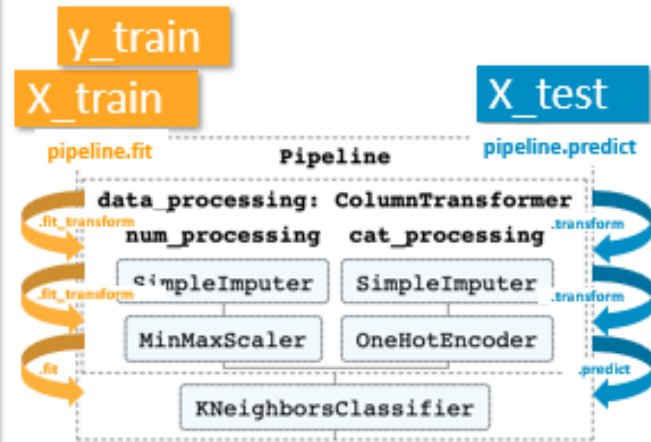 y_train
X_train
X_test
pipeline.fit
Pipeline
pipeline.predict
data_processing: ColumnTransformer
.fit_transform
.transform
num_processing cat_processing
SimpleImputer SimpleImputer
.fit_transform
.transform
MinMaxScaler OneHotEncoder
.fit
.predict
KNeighborsClassifier